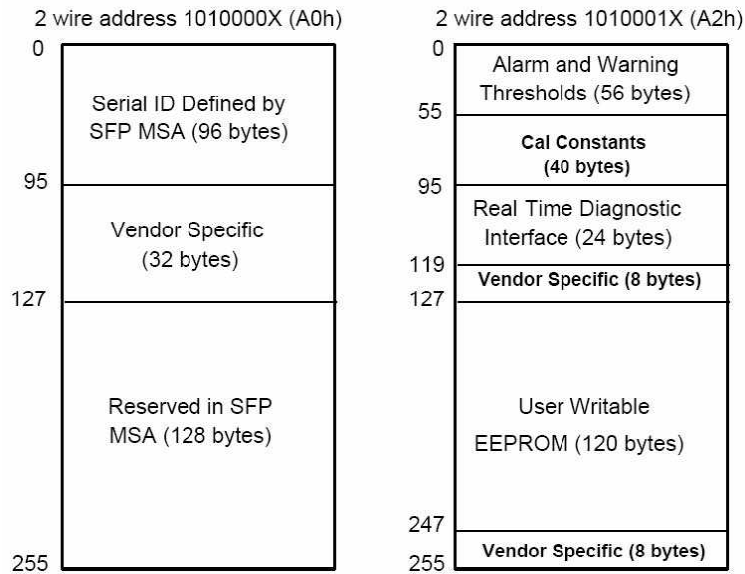 2 wire address 1010000X (A0h)
0
Serial ID Defined by
SFP MSA (96 bytes)
95
Vendor Specific
(32 bytes)
127
Reserved in SFP
MSA (128 bytes)
255
2 wire address 1010001X (A2h)
0
Alarm and Warning
Thresholds (56 bytes)
55
Cal Constants
(40 bytes)
95
Real Time Diagnostic
Interface (24 bytes)
119
Vendor Specific (8 bytes)
127
User Writable
EEPROM (120 bytes)
247
Vendor Specific (8 bytes)
255